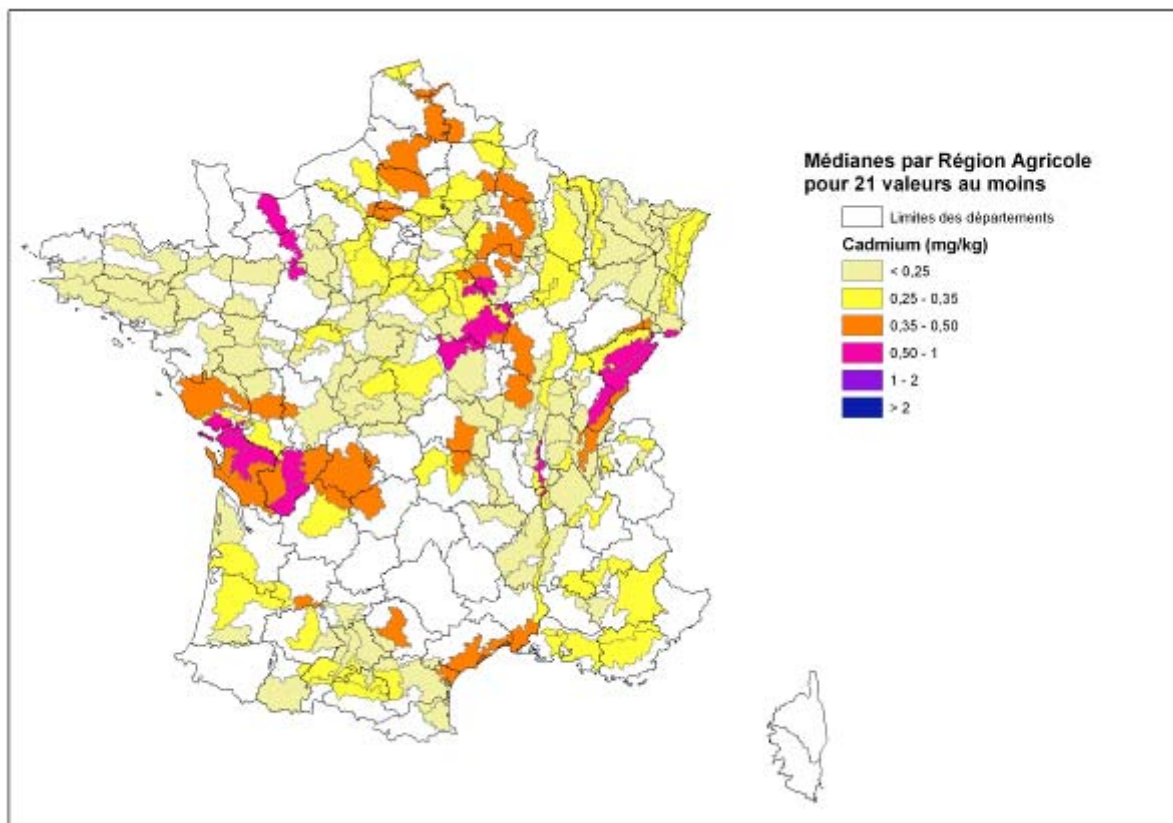 Médianes par Région Agricole
pour 21 valeurs au moins
Limites des départements
Cadmium (mg/kg)
< 0,25
0,25 - 0,35
0,35 - 0,50
0,50 - 1
1 - 2
> 2